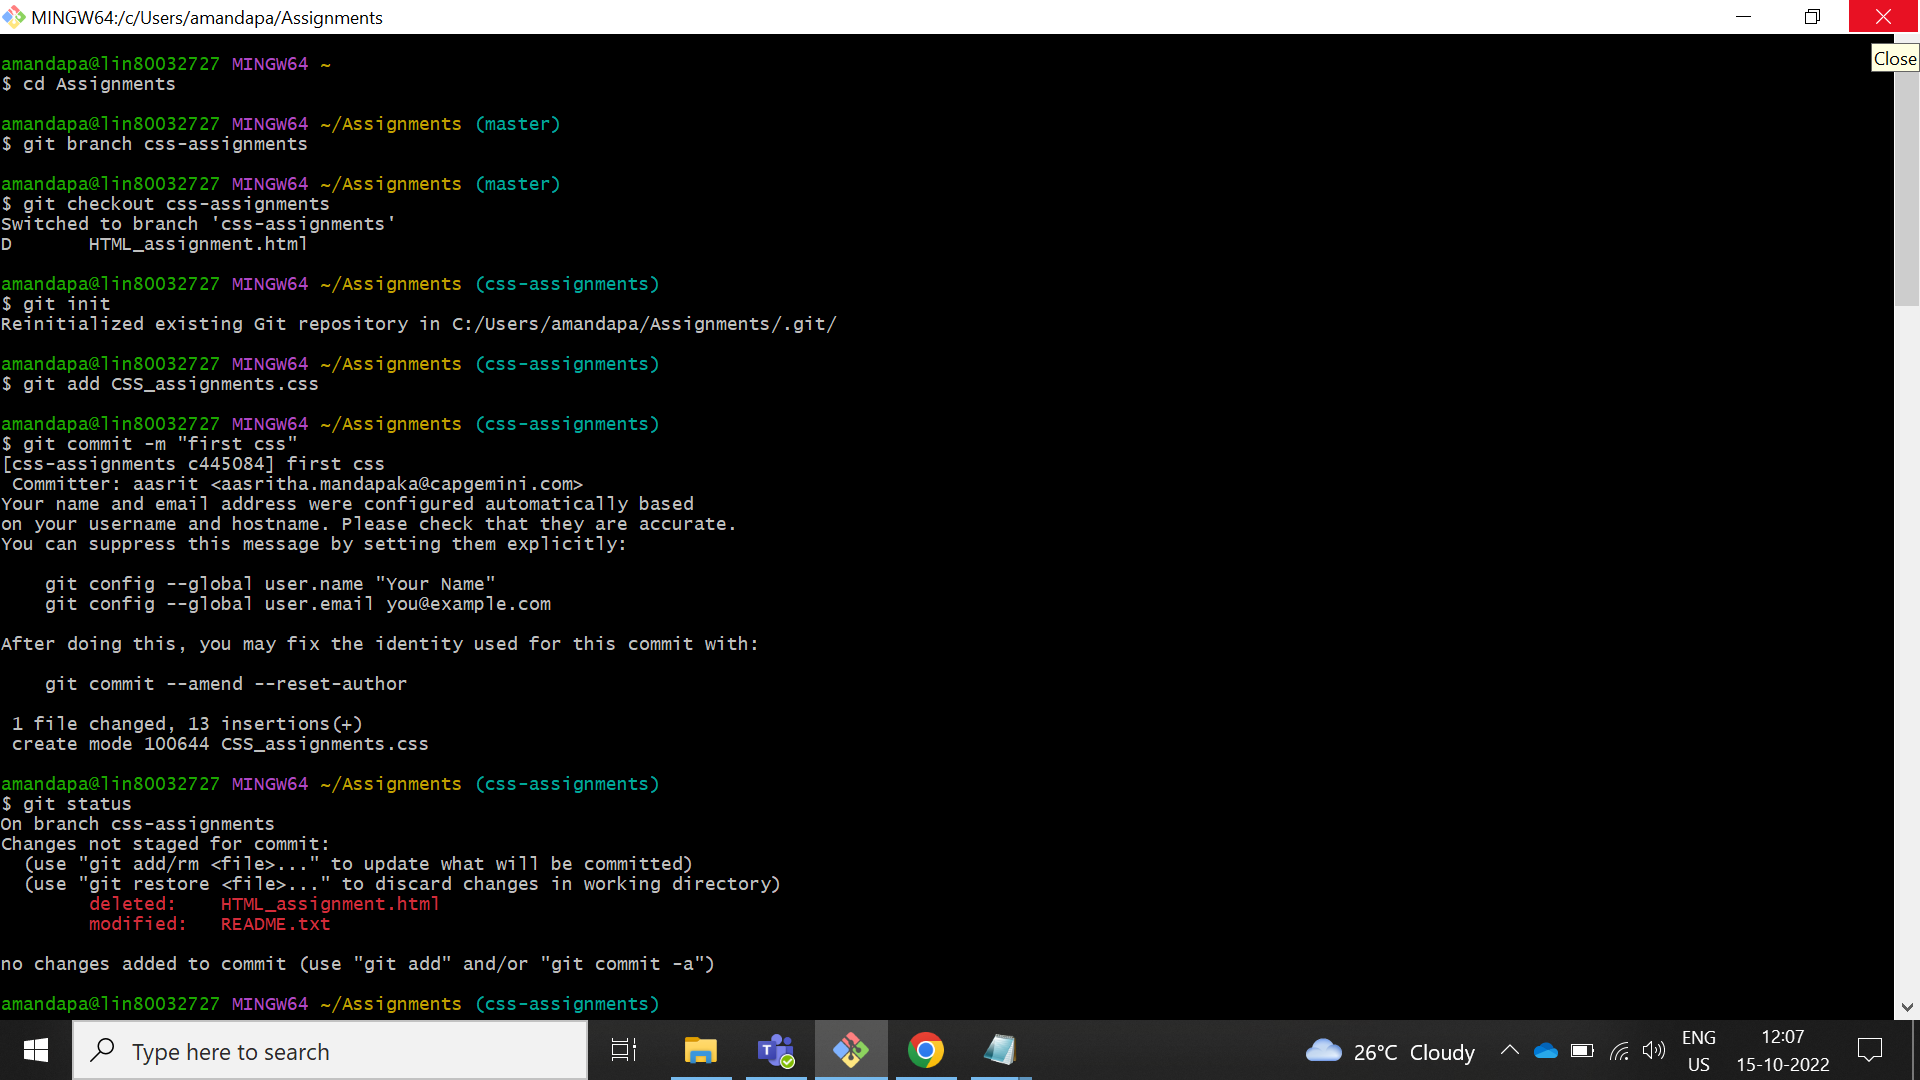 MINGW64:/c/Users/amandapa/Assignments
Close
amandapa@lin80032727 MINGW64 ~
$ cd Assignments
amandapa@lin80032727 MINGW64 ~/Assignments (master)
$ git branch css-assignments
amandapa@lin80032727 MINGW64 ~/Assignments (master)
$ git checkout css-assignments
Switched to branch 'css-assignments'
D       HTML_assignment.html
amandapa@lin80032727 MINGW64 ~/Assignments (css-assignments)
$ git init
Reinitialized existing Git repository in C:/Users/amandapa/Assignments/.git/
amandapa@lin80032727 MINGW64 ~/Assignments (css-assignments)
$ git add CSS_assignments.css
amandapa@lin80032727 MINGW64 ~/Assignments (css-assignments)
$ git commit -m "first css"
[css-assignments c445084] first css
 Committer: aasrit <aasritha.mandapaka@capgemini.com>
Your name and email address were configured automatically based
on your username and hostname. Please check that they are accurate.
You can suppress this message by setting them explicitly:
    git config --global user.name "Your Name"
    git config --global user.email you@example.com
After doing this, you may fix the identity used for this commit with:
    git commit --amend --reset-author
 1 file changed, 13 insertions(+)
 create mode 100644 CSS_assignments.css
amandapa@lin80032727 MINGW64 ~/Assignments (css-assignments)
$ git status
On branch css-assignments
Changes not staged for commit:
  (use "git add/rm <file>..." to update what will be committed)
  (use "git restore <file>..." to discard changes in working directory)
        deleted:    HTML_assignment.html
        modified:   README.txt
no changes added to commit (use "git add" and/or "git commit -a")
amandapa@lin80032727 MINGW64 ~/Assignments (css-assignments)
Type here to search
26°C Cloudy
ENG
US
12:07
15-10-2022